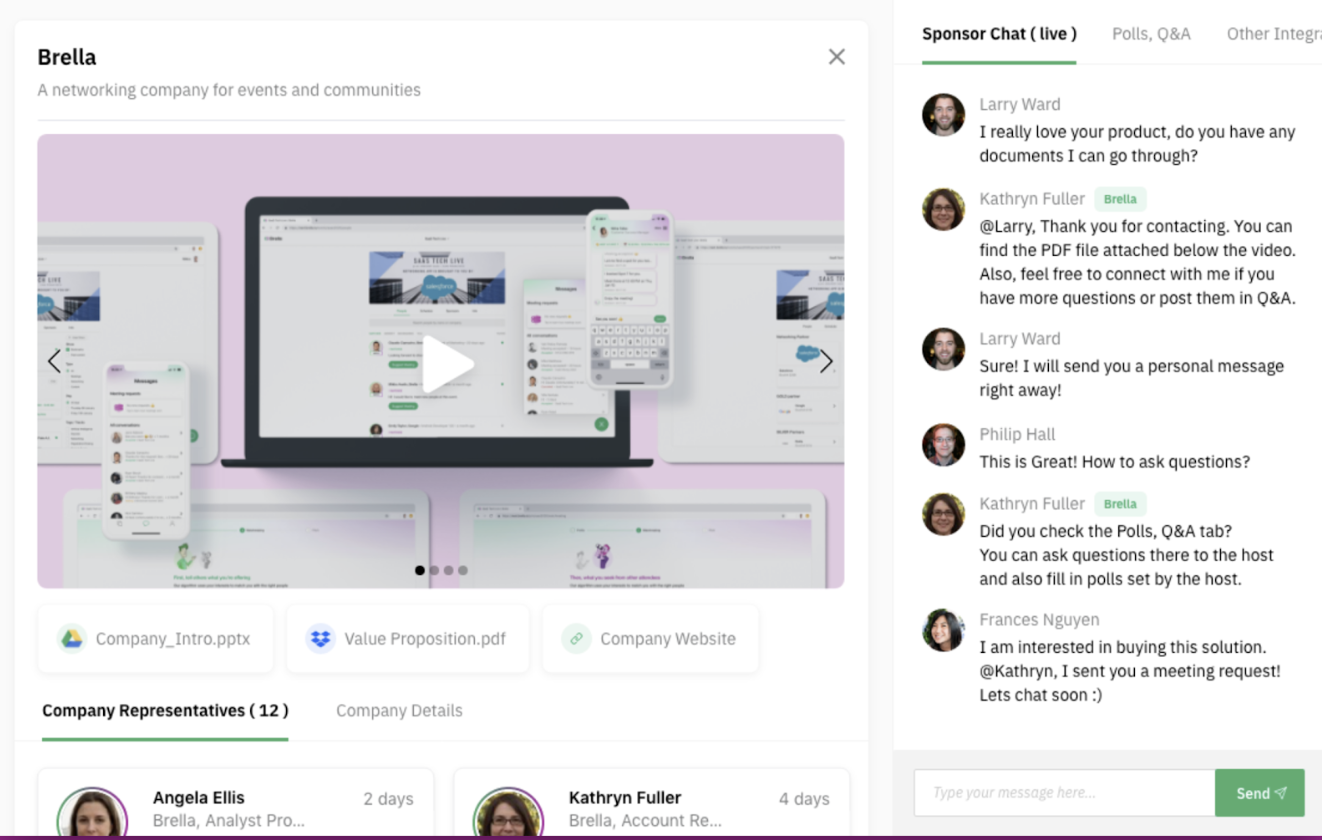 Brella
A networking company for events and communities
SAAS TECH LIVE
salesforce
Messages
Messages
Company_Intro.pptx
Value Proposition.pdf
Company Website
Company Representatives ( 12 )
Company Details
Angela Ellis
2 days
Brella, Analyst Pro...
Kathryn Fuller
4 days
Brella, Account Re...
Sponsor Chat ( live )
Polls, Q&A
Other Integra
Larry Ward
I really love your product, do you have any
documents I can go through?
Kathryn Fuller Brella
@Larry, Thank you for contacting. You can
find the PDF file attached below the video.
Also, feel free to connect with me if you
have more questions or post them in Q&A.
Larry Ward
Sure! I will send you a personal message
right away!
Philip Hall
This is Great! How to ask questions?
Kathryn Fuller Brella
Did you check the Polls, Q&A tab?
You can ask questions there to the host
and also fill in polls set by the host.
Frances Nguyen
I am interested in buying this solution.
@Kathryn, I sent you a meeting request!
Lets chat soon :)
Type your message here...
Send